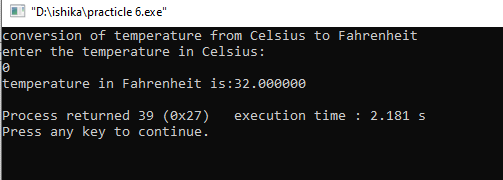 "D:\ishika\practicle 6.exe"
conversion of temperature from Celsius to Fahrenheit
enter the temperature in Celsius:
0
temperature in Fahrenheit is:32.000000
Process returned 39 (0x27)   execution time : 2.181 s
Press any key to continue.